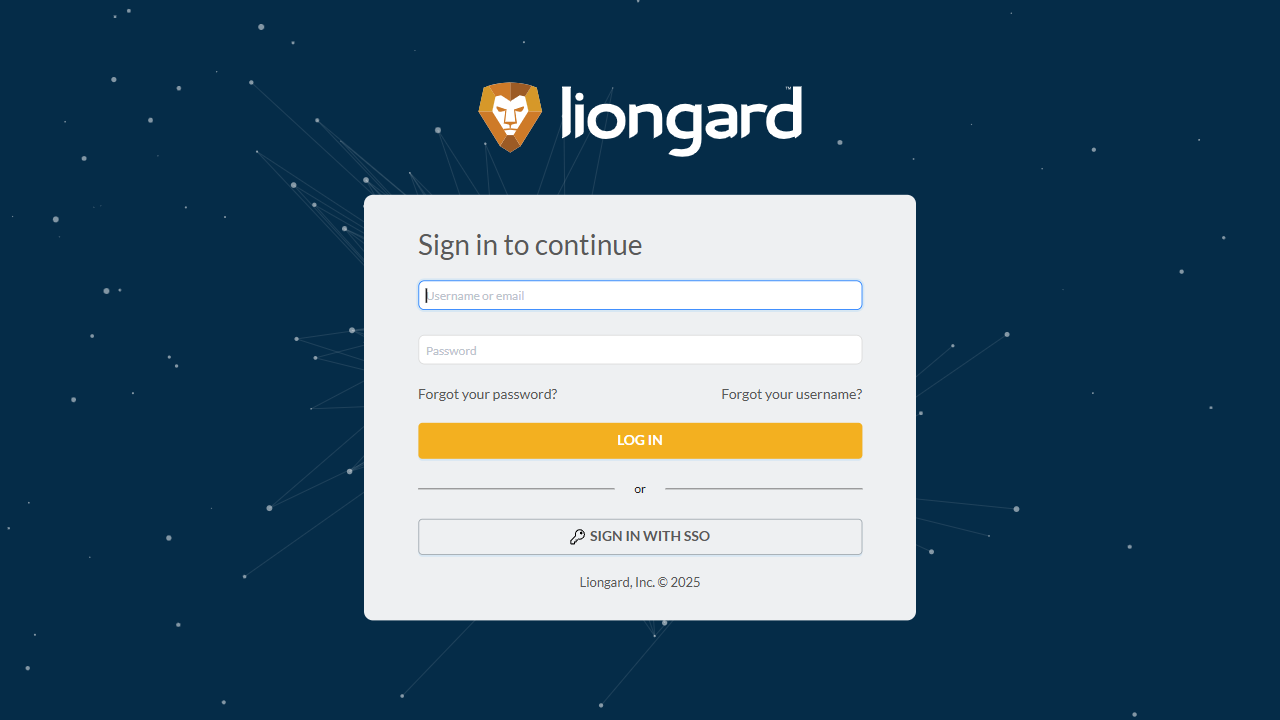 liongard™
Sign in to continue
Username or email
Password
Forgot your password? Forgot your username?
LOG IN
or
SIGN IN WITH SSO
Liongard, Inc. © 2025